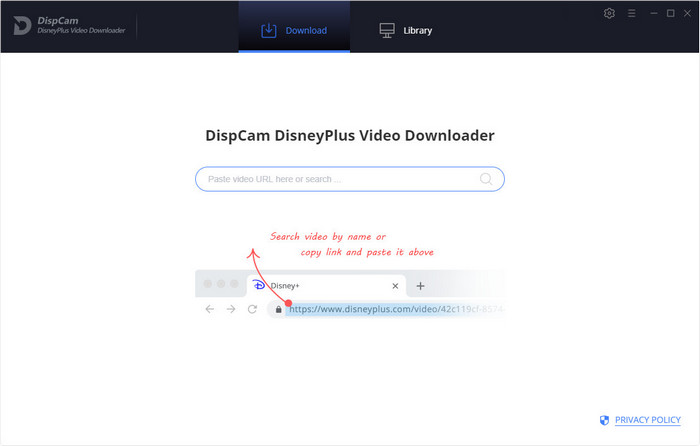 DispCam
DisneyPlus Video Downloader
Download
Library
DispCam DisneyPlus Video Downloader
Paste video URL here or search ...
Search video by name or
copy link and paste it above
Disney+
https://www.disneyplus.com/video/42c119cf-8574
PRIVACY POLICY